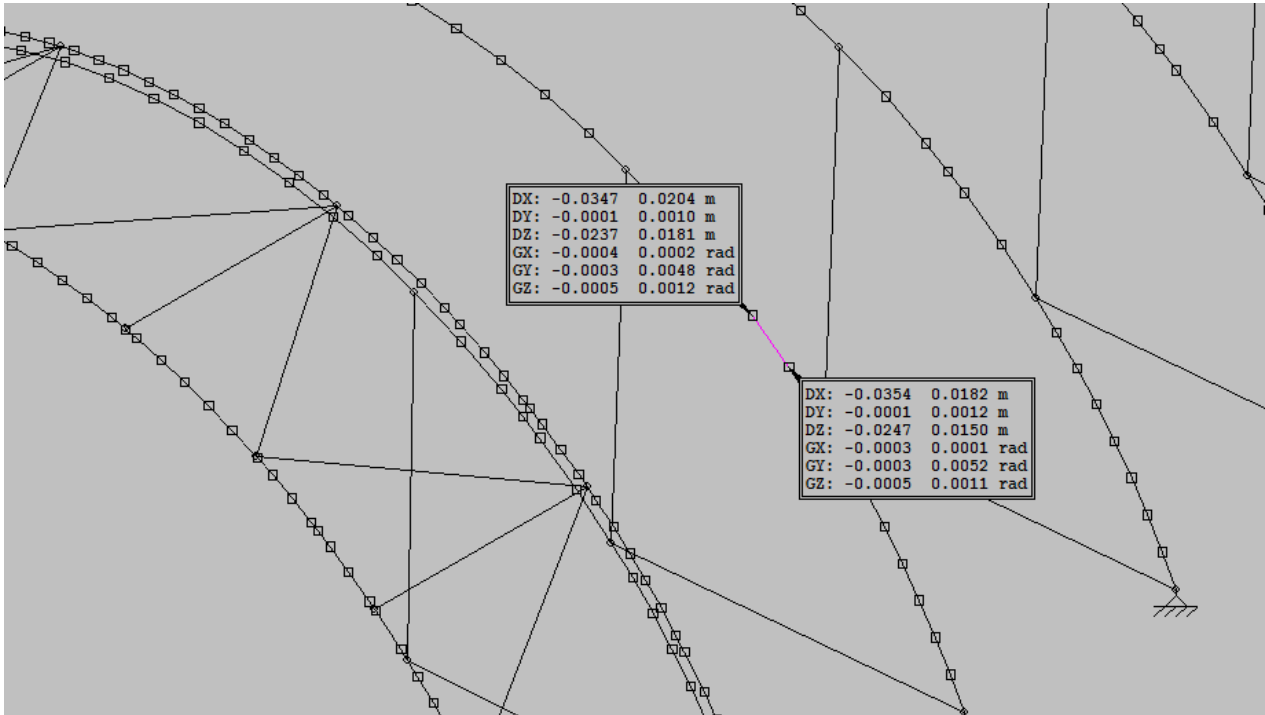 DX: -0.0347 0.0204 m
DY: -0.0001 0.0010 m
DZ: -0.0237 0.0181 m
GX: -0.0004 0.0002 rad
GY: -0.0003 0.0048 rad
GZ: -0.0005 0.0012 rad
DX: -0.0354 0.0182 m
DY: -0.0001 0.0012 m
DZ: -0.0247 0.0150 m
GX: -0.0003 0.0001 rad
GY: -0.0003 0.0052 rad
GZ: -0.0005 0.0011 rad